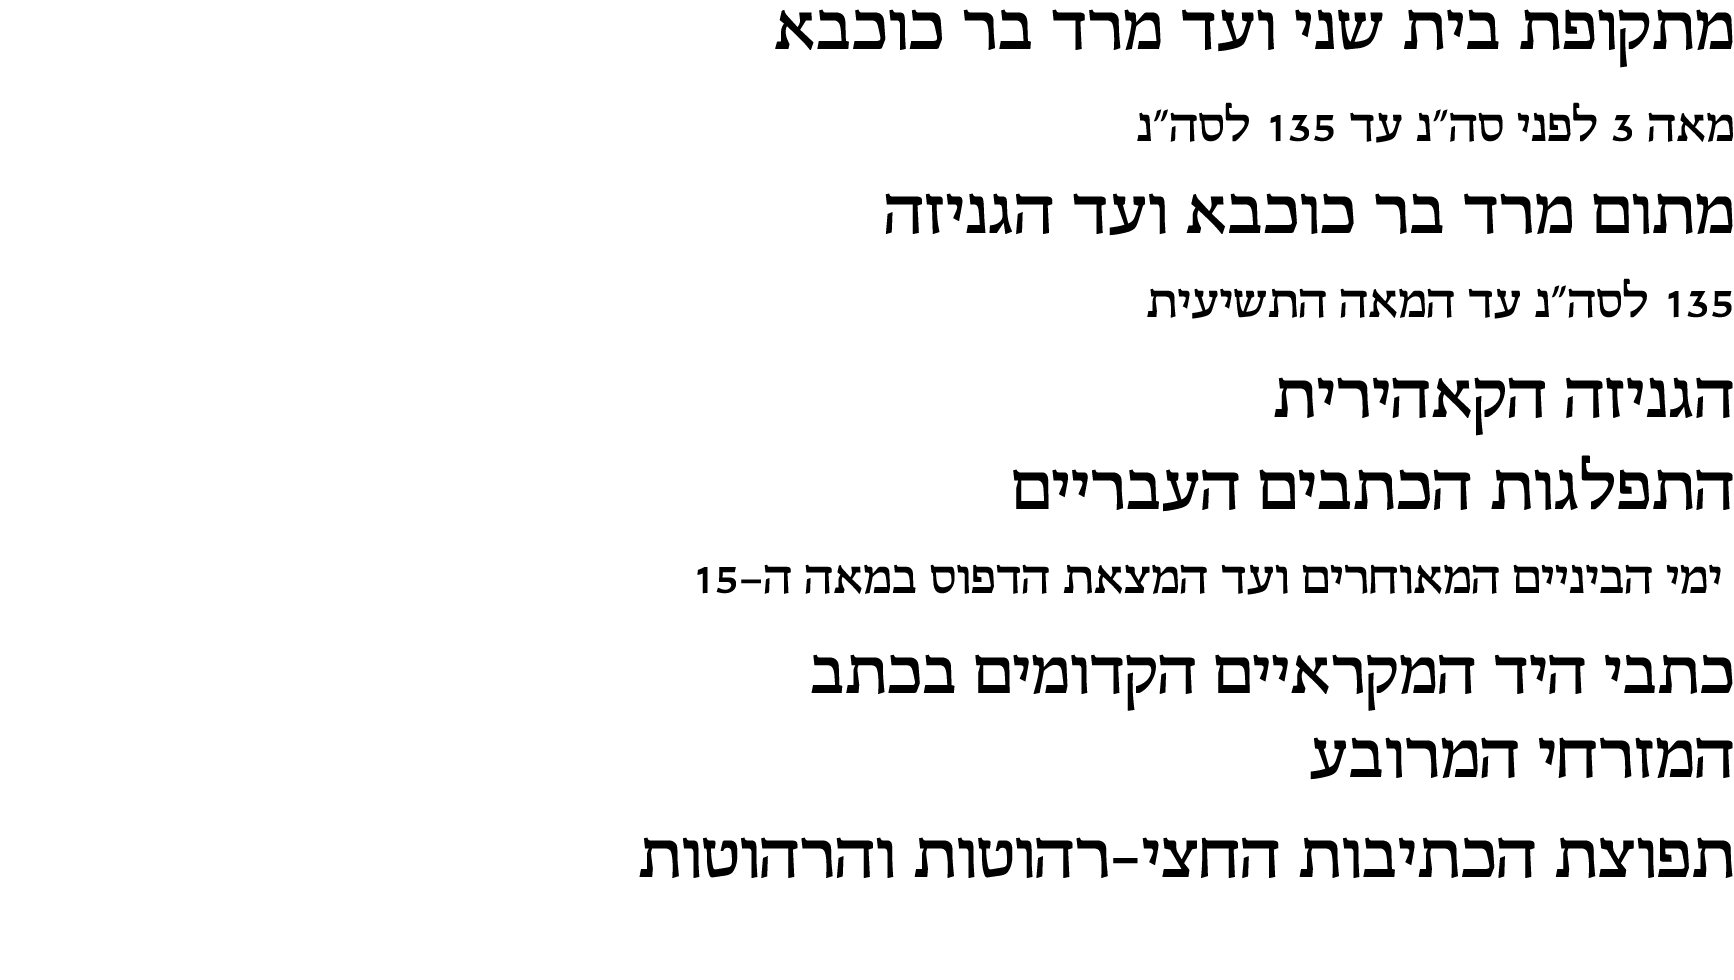 מתקופת בית שני ועד מרד בר כוכבא
מאה 3 לפני סה״נ עד 135 לסה״נ
מתום מרד בר כוכבא ועד הגניזה
135 לסה״נ עד המאה התשיעית
הגניזה הקאהירית
התפלגות הכתבים העבריים
ימי הביניים המאוחרים ועד המצאת הדפוס במאה ה–15
כתבי היד המקראיים הקדומים בכתב
המזרחי המרובע
תפוצת הכתיבות החצי–רהוטות והרהוטות